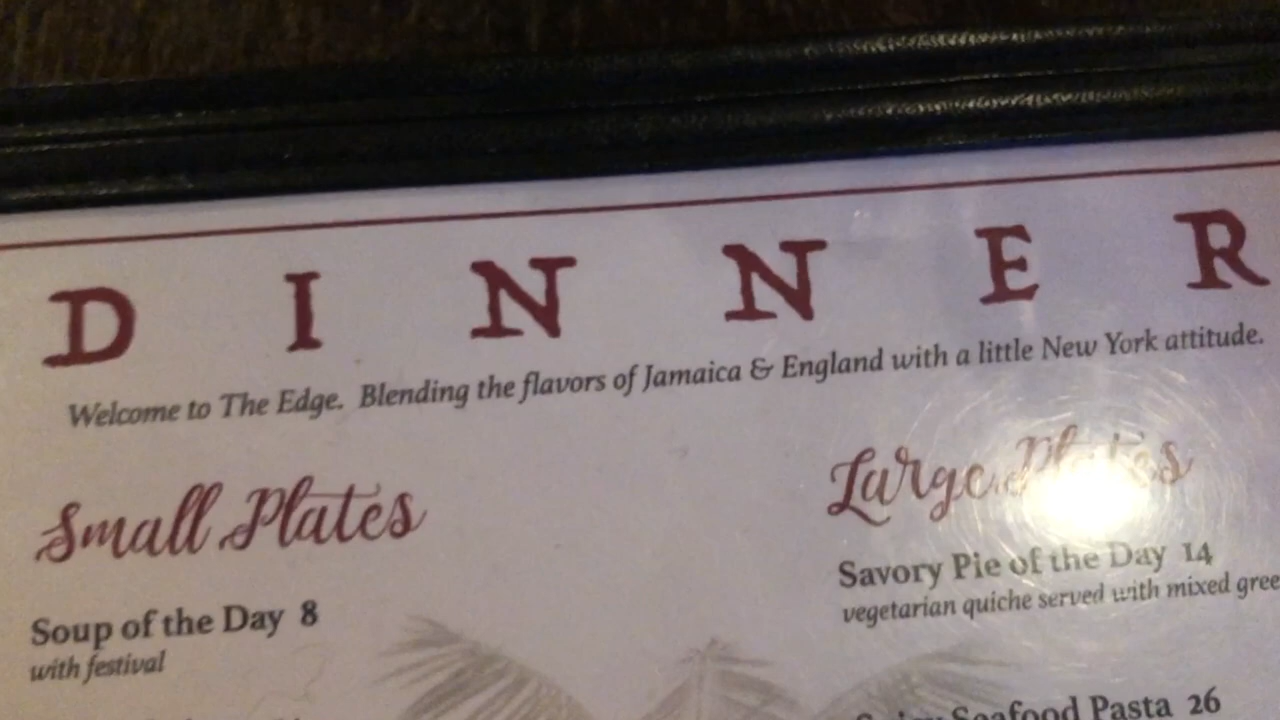 D I N N E R
Welcome to The Edge. Blending the flavors of Jamaica & England with a little New York attitude.
Small Plates
Large Plates
Soup of the Day 8
with festival
Savory Pie of the Day 14
vegetarian quiche served with mixed gree
Seafood Pasta 26